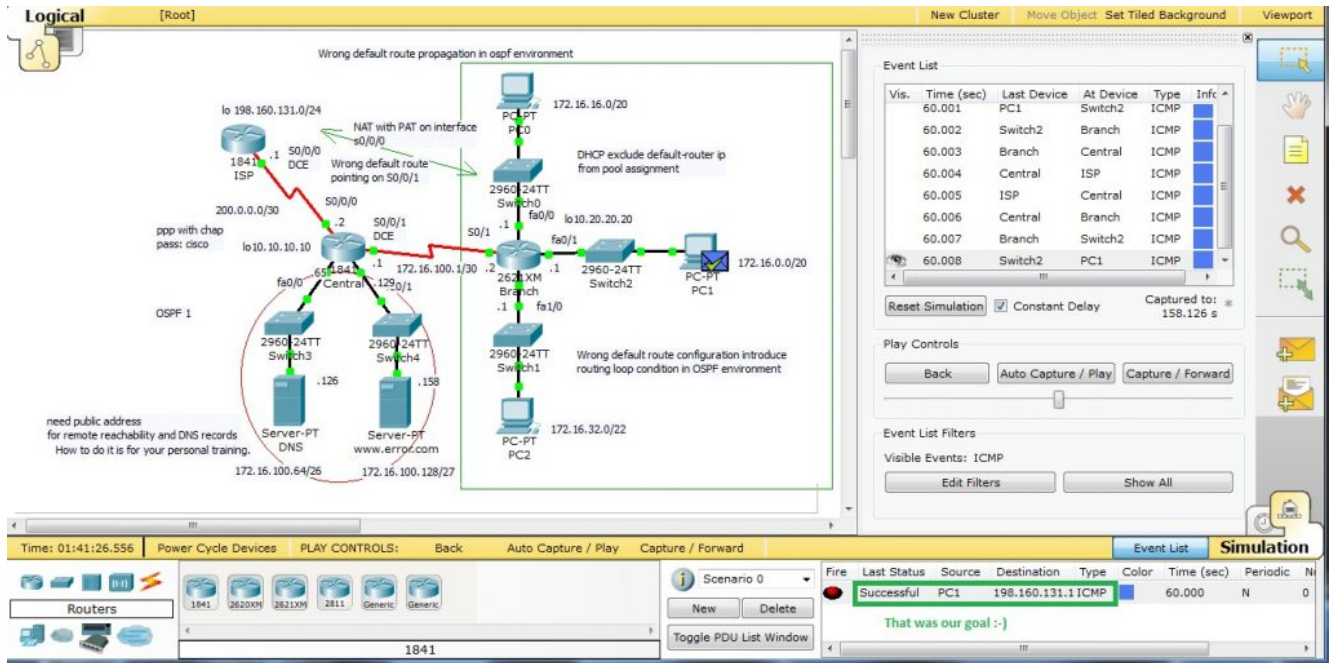 Logical [Root] New Cluster Move Object Set Tiled Background Viewport
Wrong default route propagation in ospf environment
lo 198.160.131.0/24
NAT with PAT on interface
s0/0/0
Wrong default route
pointing on S0/0/1
1841
ISP
.1
S0/0/0
DCE
200.0.0.0/30
S0/0/0
.2
S0/0/1
DCE
ppp with chap
pass: cisco
lo10.10.10.10
1841
Central
.1
172.16.100.1/30
.2
S0/1
.65
fa0/0
.129
OSPF 1
2960-24TT
Switch3
2960-24TT
Switch4
.126
.158
need public address
for remote reachability and DNS records
How to do it is for your personal training.
Server-PT
DNS
Server-PT
www.error.com
172.16.100.64/26
172.16.100.128/27
PC-PT
PC0
172.16.16.0/20
DHCP exclude default-router ip
from pool assignment
2960-24TT
Switch0
.1
fa0/0
lo10.20.20.20
fa0/1
2621XM
Branch
.1
2960-24TT
Switch2
PC-PT
PC1
172.16.0.0/20
.1
fa1/0
2960-24TT
Switch1
Wrong default route configuration introduce
routing loop condition in OSPF environment
PC-PT
PC2
172.16.32.0/22
Event List
Vis. Time (sec) Last Device At Device Type Info
60.001 PC1 Switch2 ICMP
60.002 Switch2 Branch ICMP
60.003 Branch Central ICMP
60.004 Central ISP ICMP
60.005 ISP Central ICMP
60.006 Central Branch ICMP
60.007 Branch Switch2 ICMP
60.008 Switch2 PC1 ICMP
Reset Simulation Constant Delay Captured to: *
158.126 s
Play Controls
Back Auto Capture / Play Capture / Forward
Event List Filters
Visible Events: ICMP
Edit Filters Show All
Time: 01:41:26.556 Power Cycle Devices PLAY CONTROLS: Back Auto Capture / Play Capture / Forward Event List Simulation
Routers
1841 2620XM 2621XM 2811 Generic Generic
1841
Scenario 0
New Delete
Toggle PDU List Window
Fire Last Status Source Destination Type Color Time (sec) Periodic
Successful PC1 198.160.131.1 ICMP 60.000 N 0
That was our goal :-)